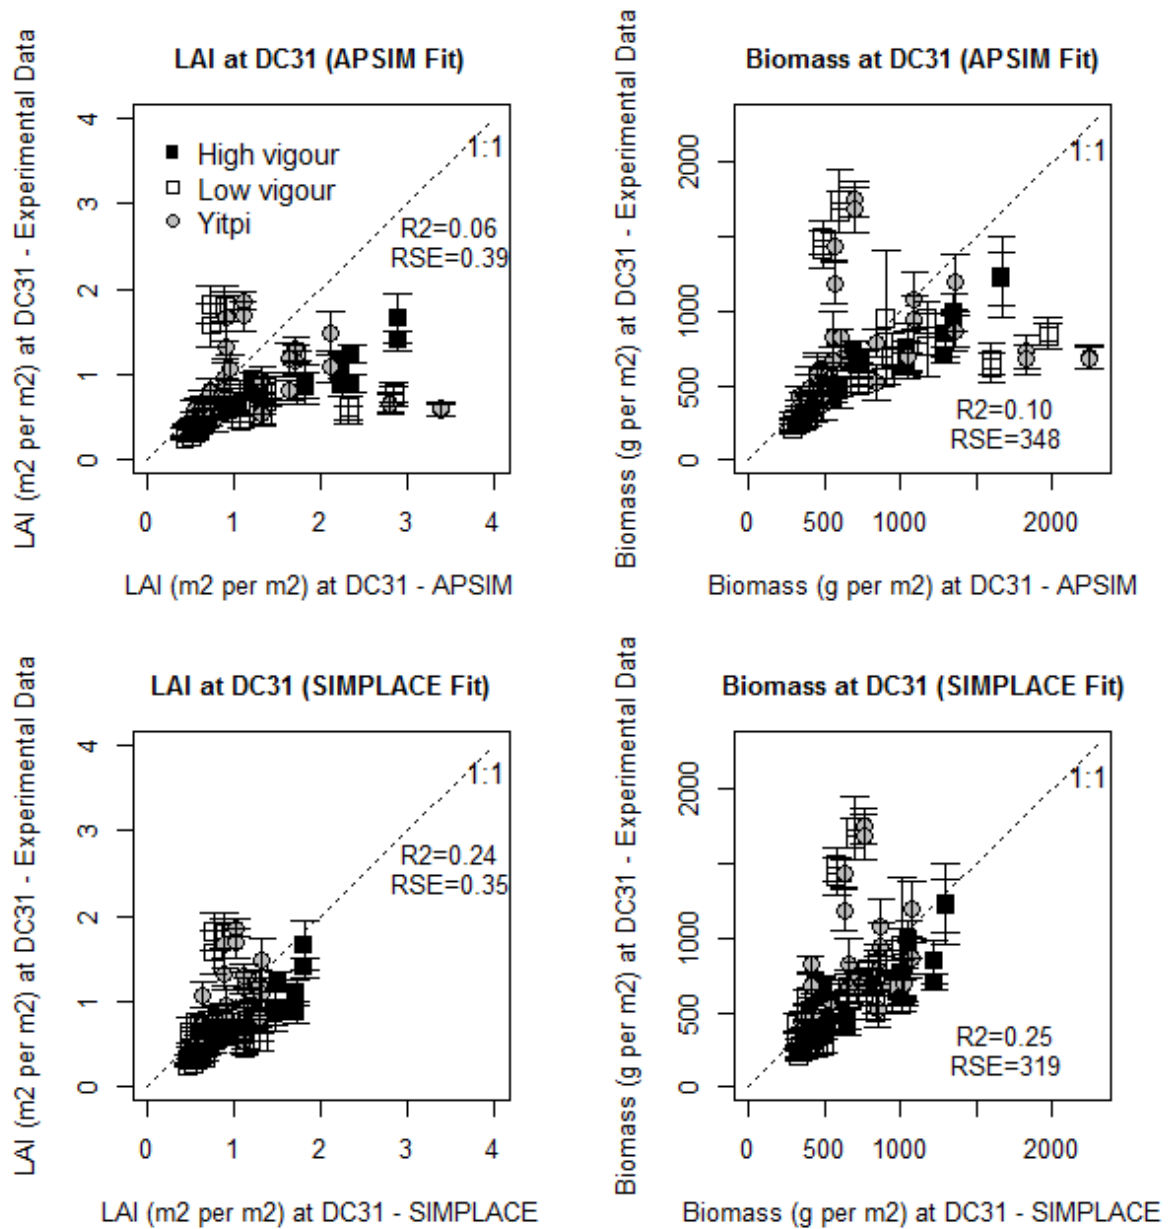 LAI at DC31 (APSIM Fit)
LAI (m2 per m2) at DC31 - Experimental Data
4
3
2
1
0
High vigour
Low vigour
Yitpi
1:1
R2=0.06
RSE=0.39
0 1 2 3 4
LAI (m2 per m2) at DC31 - APSIM
Biomass at DC31 (APSIM Fit)
Biomass (g per m2) at DC31 - Experimental Data
2000
1000
500
0
1:1
R2=0.10
RSE=348
0 500 1000 2000
Biomass (g per m2) at DC31 - APSIM
LAI at DC31 (SIMPLACE Fit)
LAI (m2 per m2) at DC31 - Experimental Data
4
3
2
1
0
1:1
R2=0.24
RSE=0.35
0 1 2 3 4
LAI (m2 per m2) at DC31 - SIMPLACE
Biomass at DC31 (SIMPLACE Fit)
Biomass (g per m2) at DC31 - Experimental Data
2000
1000
500
0
1:1
R2=0.25
RSE=319
0 500 1000 2000
Biomass (g per m2) at DC31 - SIMPLACE